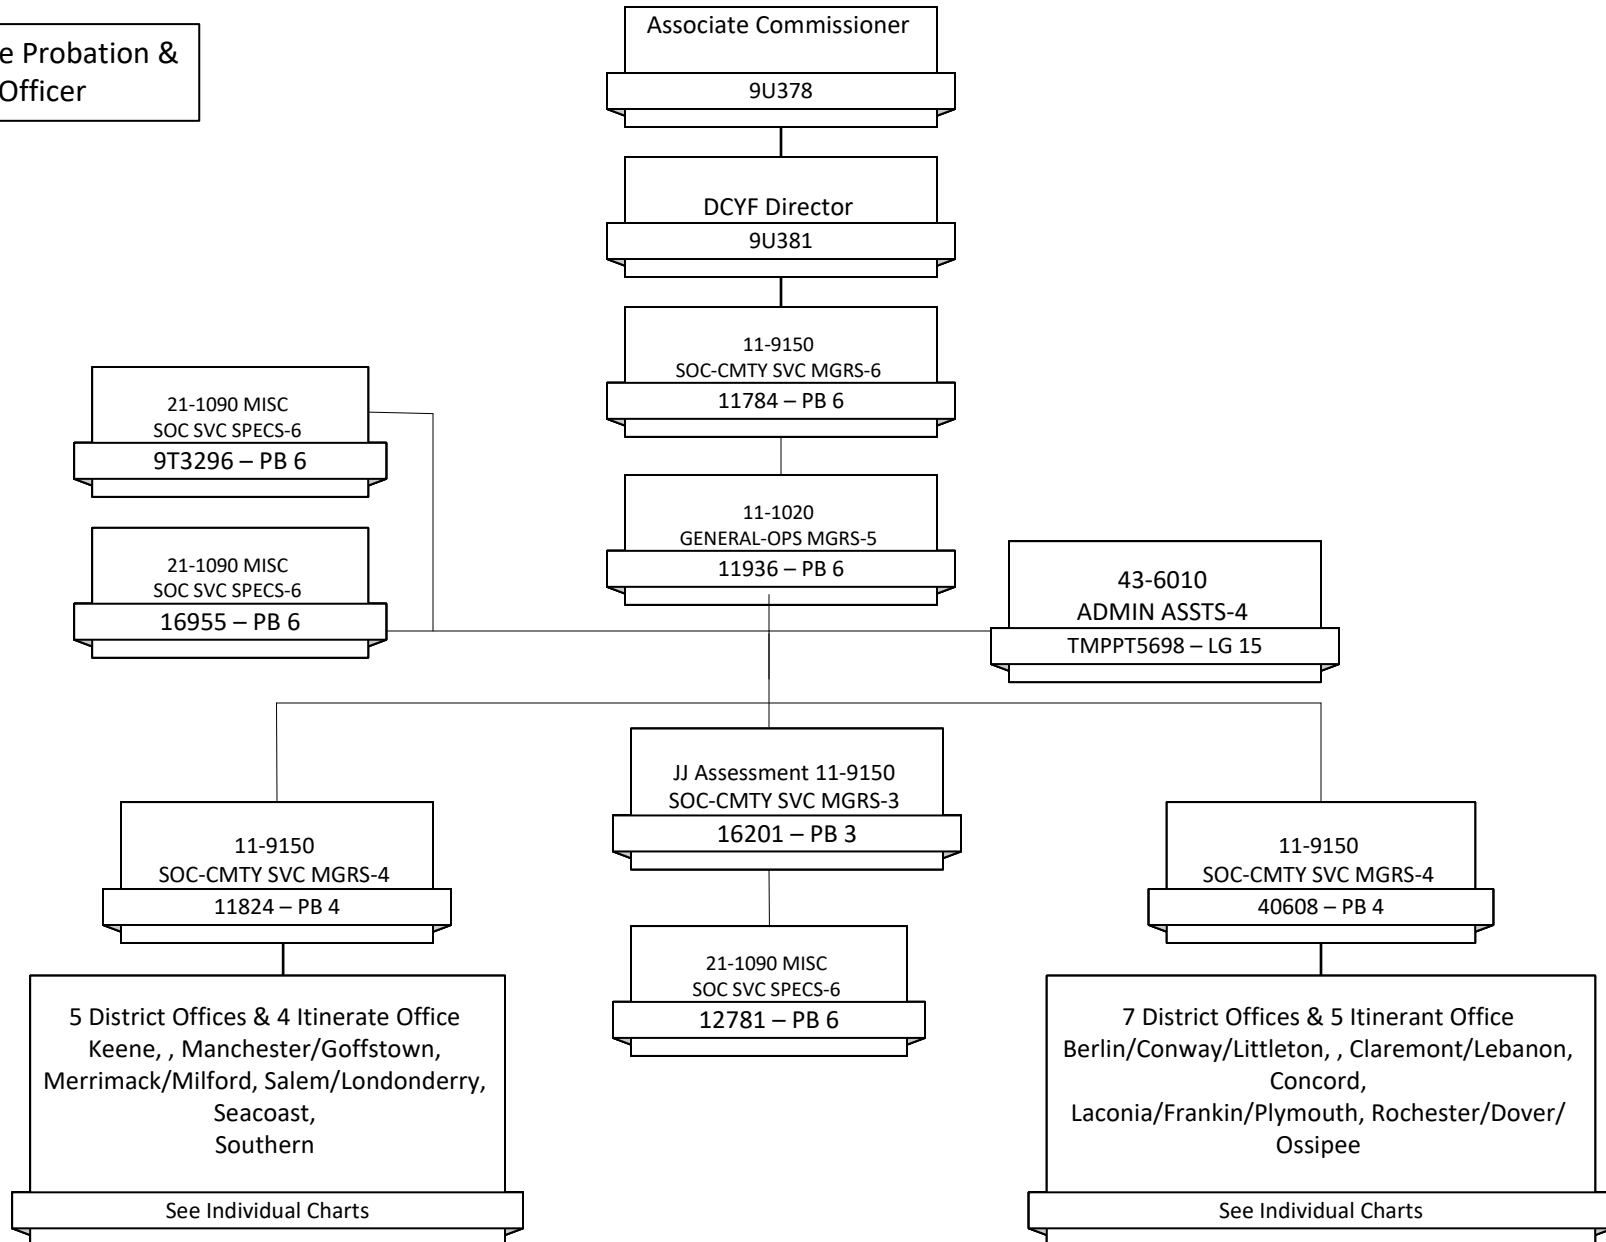 e Probation &
Officer
Associate Commissioner
9U378
DCYF Director
9U381
11-9150
SOC-CMTY SVC MGRS-6
11784 – PB 6
21-1090 MISC
SOC SVC SPECS-6
9T3296 – PB 6
11-1020
GENERAL-OPS MGRS-5
11936 – PB 6
21-1090 MISC
SOC SVC SPECS-6
16955 – PB 6
43-6010
ADMIN ASSTS-4
TMPPT5698 – LG 15
JJ Assessment 11-9150
SOC-CMTY SVC MGRS-3
16201 – PB 3
11-9150
SOC-CMTY SVC MGRS-4
11824 – PB 4
11-9150
SOC-CMTY SVC MGRS-4
40608 – PB 4
21-1090 MISC
SOC SVC SPECS-6
12781 – PB 6
5 District Offices & 4 Itinerate Office
Keene, , Manchester/Goffstown,
Merrimack/Milford, Salem/Londonderry,
Seacoast,
Southern
See Individual Charts
7 District Offices & 5 Itinerant Office
Berlin/Conway/Littleton, , Claremont/Lebanon,
Concord,
Laconia/Frankin/Plymouth, Rochester/Dover/
Ossipee
See Individual Charts